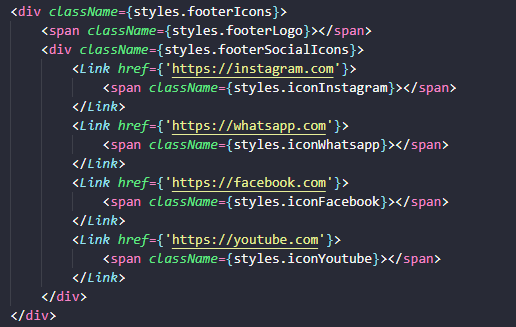 <div className={styles.footerIcons}>
<span className={styles.footerLogo}></span>
<div className={styles.footerSocialIcons}>
<Link href={'https://instagram.com'}>
<span className={styles.iconInstagram}></span>
</Link>
<Link href={'https://whatsapp.com'}>
<span className={styles.iconWhatsapp}></span>
</Link>
<Link href={'https://facebook.com'}>
<span className={styles.iconFacebook}></span>
</Link>
<Link href={'https://youtube.com'}>
<span className={styles.iconYoutube}></span>
</Link>
</div>
</div>